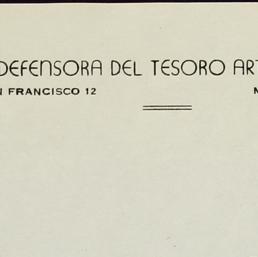 DEFENSORA DEL TESORO ART
N FRANCISCO 12